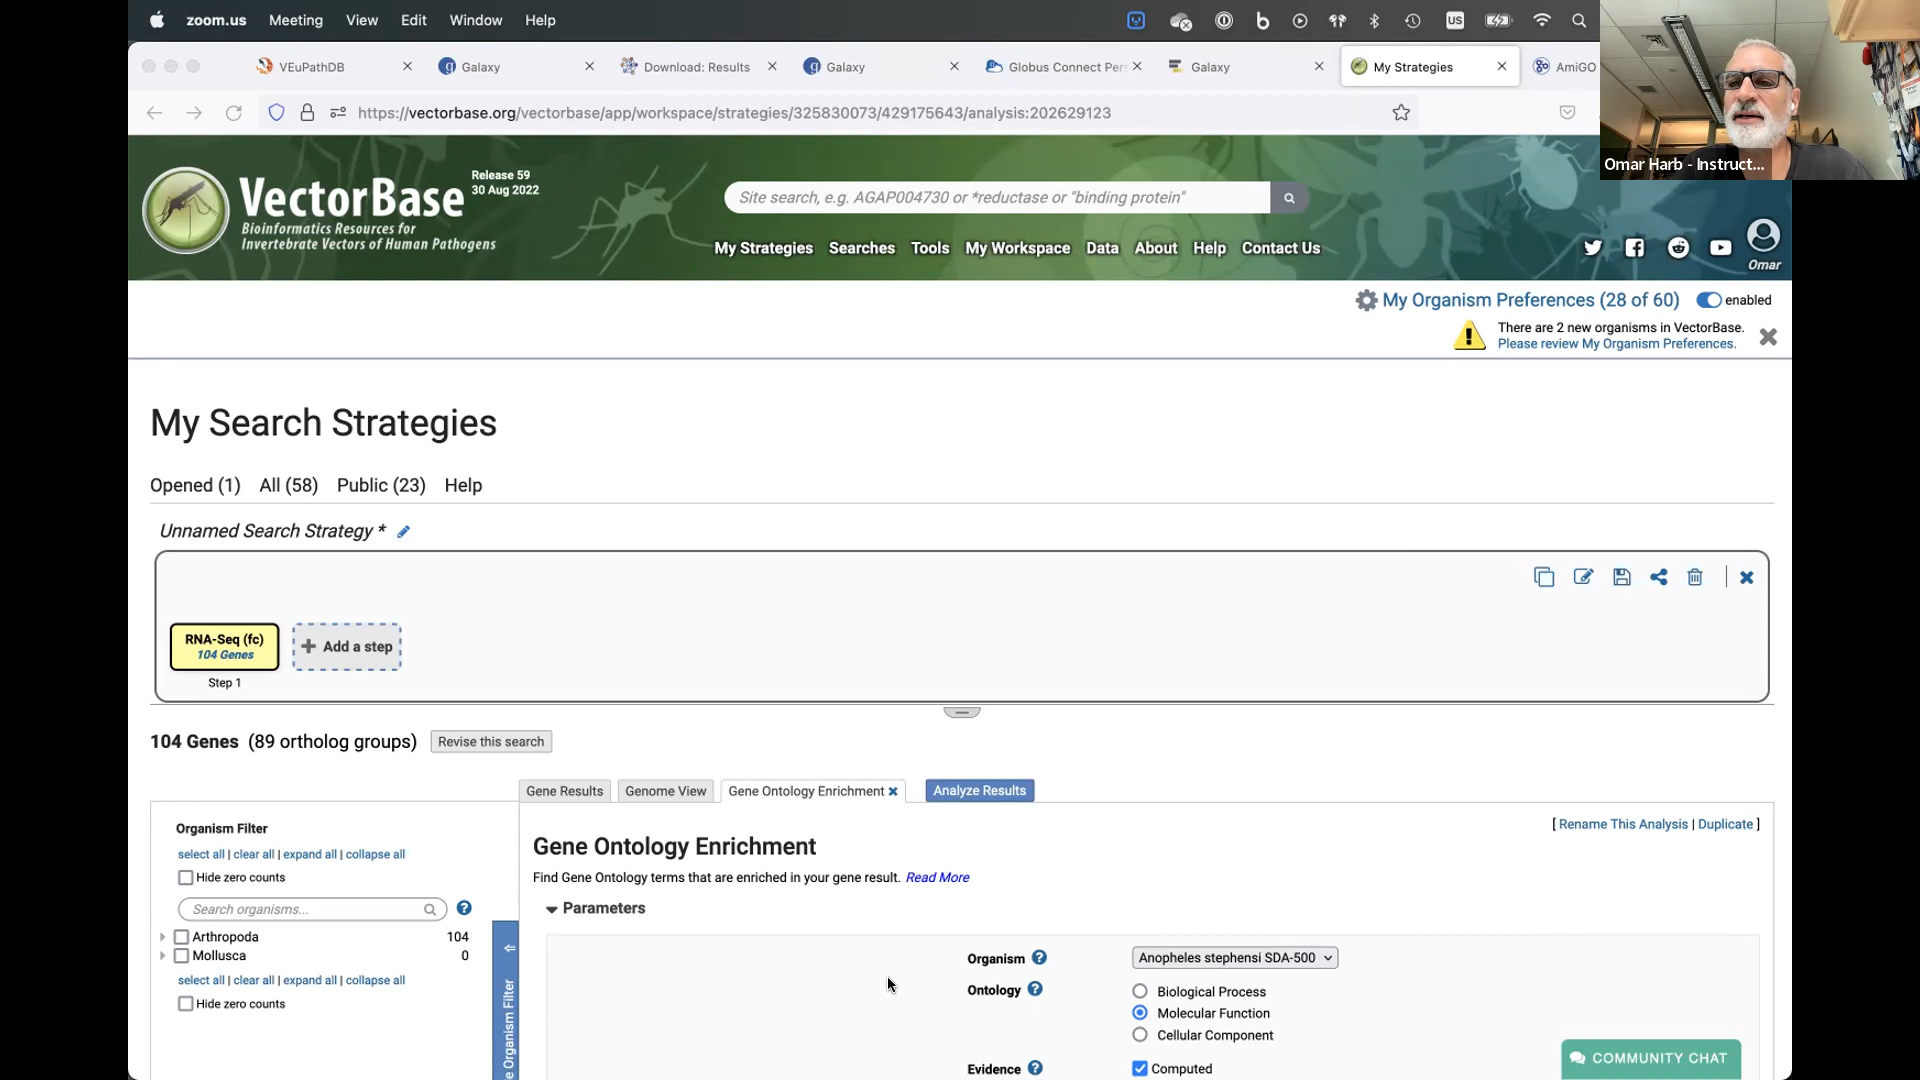 zoom.us Meeting View Edit Window Help
US
VEuPathDB Galaxy Download: Results Galaxy Globus Connect Per Galaxy My Strategies AmiGO
https://vectorbase.org/vectorbase/app/workspace/strategies/325830073/429175643/analysis:202629123
Omar Harb - Instruct...
VectorBase
Release 59
30 Aug 2022
Bioinformatics Resources for
Invertebrate Vectors of Human Pathogens
Site search, e.g. AGAP004730 or *reductase or "binding protein"
My Strategies Searches Tools My Workspace Data About Help Contact Us
Omar
My Organism Preferences (28 of 60) enabled
There are 2 new organisms in VectorBase.
Please review My Organism Preferences.
My Search Strategies
Opened (1) All (58) Public (23) Help
Unnamed Search Strategy *
RNA-Seq (fc)
104 Genes
+ Add a step
Step 1
104 Genes (89 ortholog groups) Revise this search
Gene Results Genome View Gene Ontology Enrichment Analyze Results
Organism Filter
select all | clear all | expand all | collapse all
Hide zero counts
Search organisms...
Arthropoda 104
Mollusca 0
select all | clear all | expand all | collapse all
Hide zero counts
e Organism Filter
[ Rename This Analysis | Duplicate ]
Gene Ontology Enrichment
Find Gene Ontology terms that are enriched in your gene result. Read More
Parameters
Organism Anopheles stephensi SDA-500
Ontology Biological Process
Molecular Function
Cellular Component
Evidence Computed
COMMUNITY CHAT